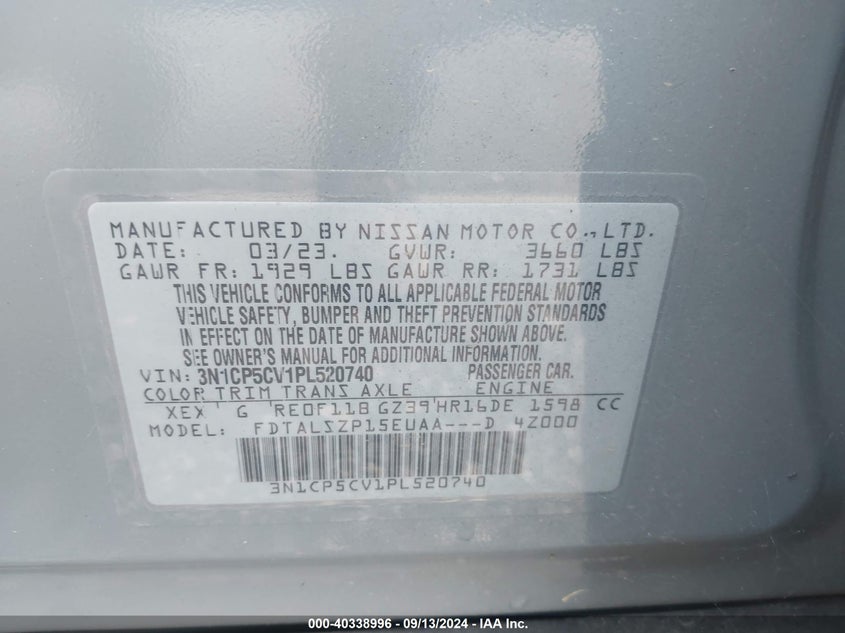 MANUFACTURED BY NISSAN MOTOR CO., LTD.
DATE: 03/23. GVWR: 3660 LBS
GAWR FR: 1929 LBS GAWR RR: 1731 LBS
THIS VEHICLE CONFORMS TO ALL APPLICABLE FEDERAL MOTOR
VEHICLE SAFETY, BUMPER AND THEFT PREVENTION STANDARDS
IN EFFECT ON THE DATE OF MANUFACTURE SHOWN ABOVE.
SEE OWNER'S MANUAL FOR ADDITIONAL INFORMATION.
VIN: 3N1CP5CV1PL520740 PASSENGER CAR.
COLOR TRIM TRANS AXLE ENGINE
XEX G RE0F11B GZ39 HR16DE 1598 CC
MODEL: FDTALSZP15EUAA---D 4Z000
3N1CP5CV1PL520740
000-40338996 - 09/13/2024 - IAA Inc.